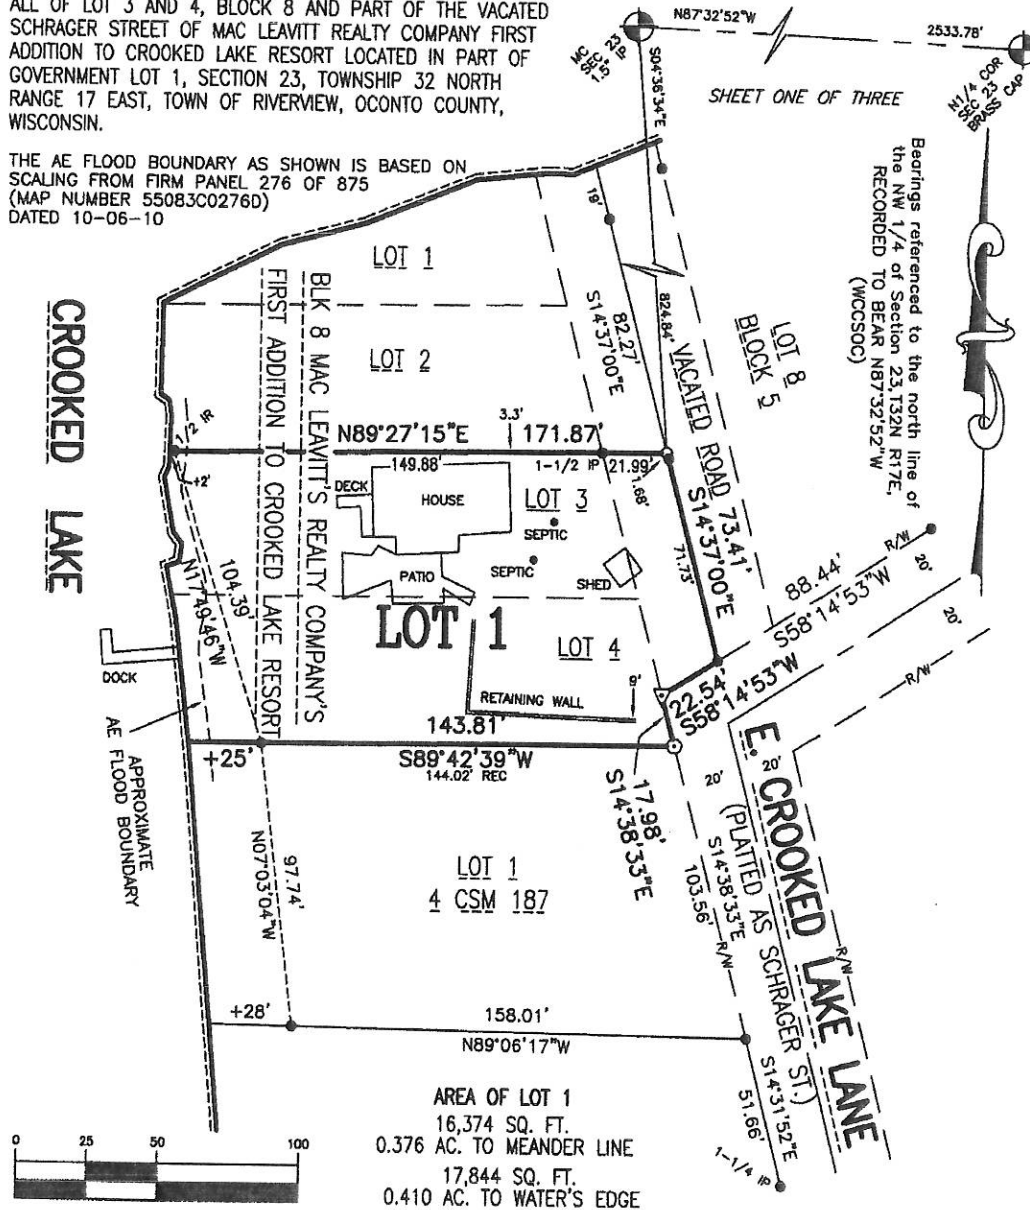 ALL OF LOT 3 AND 4, BLOCK 8 AND PART OF THE VACATED
SCHRAGER STREET OF MAC LEAVITT REALTY COMPANY FIRST
ADDITION TO CROOKED LAKE RESORT LOCATED IN PART OF
GOVERNMENT LOT 1, SECTION 23, TOWNSHIP 32 NORTH
RANGE 17 EAST, TOWN OF RIVERVIEW, OCONTO COUNTY,
WISCONSIN.
THE AE FLOOD BOUNDARY AS SHOWN IS BASED ON
SCALING FROM FIRM PANEL 276 OF 875
(MAP NUMBER 55083C0276D)
DATED 10-06-10
MC
SEC 23
1.5" IP
N87°32'52"W
2533.78'
N1/4 COR
SEC 23
BRASS CAP
SHEET ONE OF THREE
S04°36'34"E
824.84'
Bearings referenced to the north line of
the NW 1/4 of Section 23,T32N R17E,
RECORDED TO BEAR N87°32'52"W
(WCCSOC)
19'
82.27'
S14°37'00"E
LOT 1
LOT 2
BLK 8 MAC LEAVITT'S REALTY COMPANY'S
FIRST ADDITION TO CROOKED LAKE RESORT
LOT 8
BLOCK 5
VACATED ROAD
73.41'
S14°37'00"E
71.73'
1.68'
CROOKED LAKE
1/2 IR
+2'
N89°27'15"E
3.3'
171.87'
149.88'
1-1/2 IP
21.99'
DECK
HOUSE
LOT 3
SEPTIC
SEPTIC
PATIO
SHED
LOT 1
LOT 4
RETAINING WALL
9'
104.39'
N17°49'46"W
DOCK
APPROXIMATE
AE FLOOD BOUNDARY
88.44'
S58°14'53"W
R/W
20'
20'
R/W
22.54'
S58°14'53"W
143.81'
S89°42'39"W
144.02' REC
+25'
17.98'
S14°38'33"E
20'
20'
E. CROOKED LAKE LANE
(PLATTED AS SCHRAGER ST.)
S14°38'33"E
103.56'
R/W
R/W
97.74'
N07°03'04"W
LOT 1
4 CSM 187
+28'
158.01'
N89°06'17"W
S14°31'52"E
51.66'
1-1/4 IP
AREA OF LOT 1
16,374 SQ. FT.
0.376 AC. TO MEANDER LINE
17,844 SQ. FT.
0.410 AC. TO WATER'S EDGE
0 25 50 100